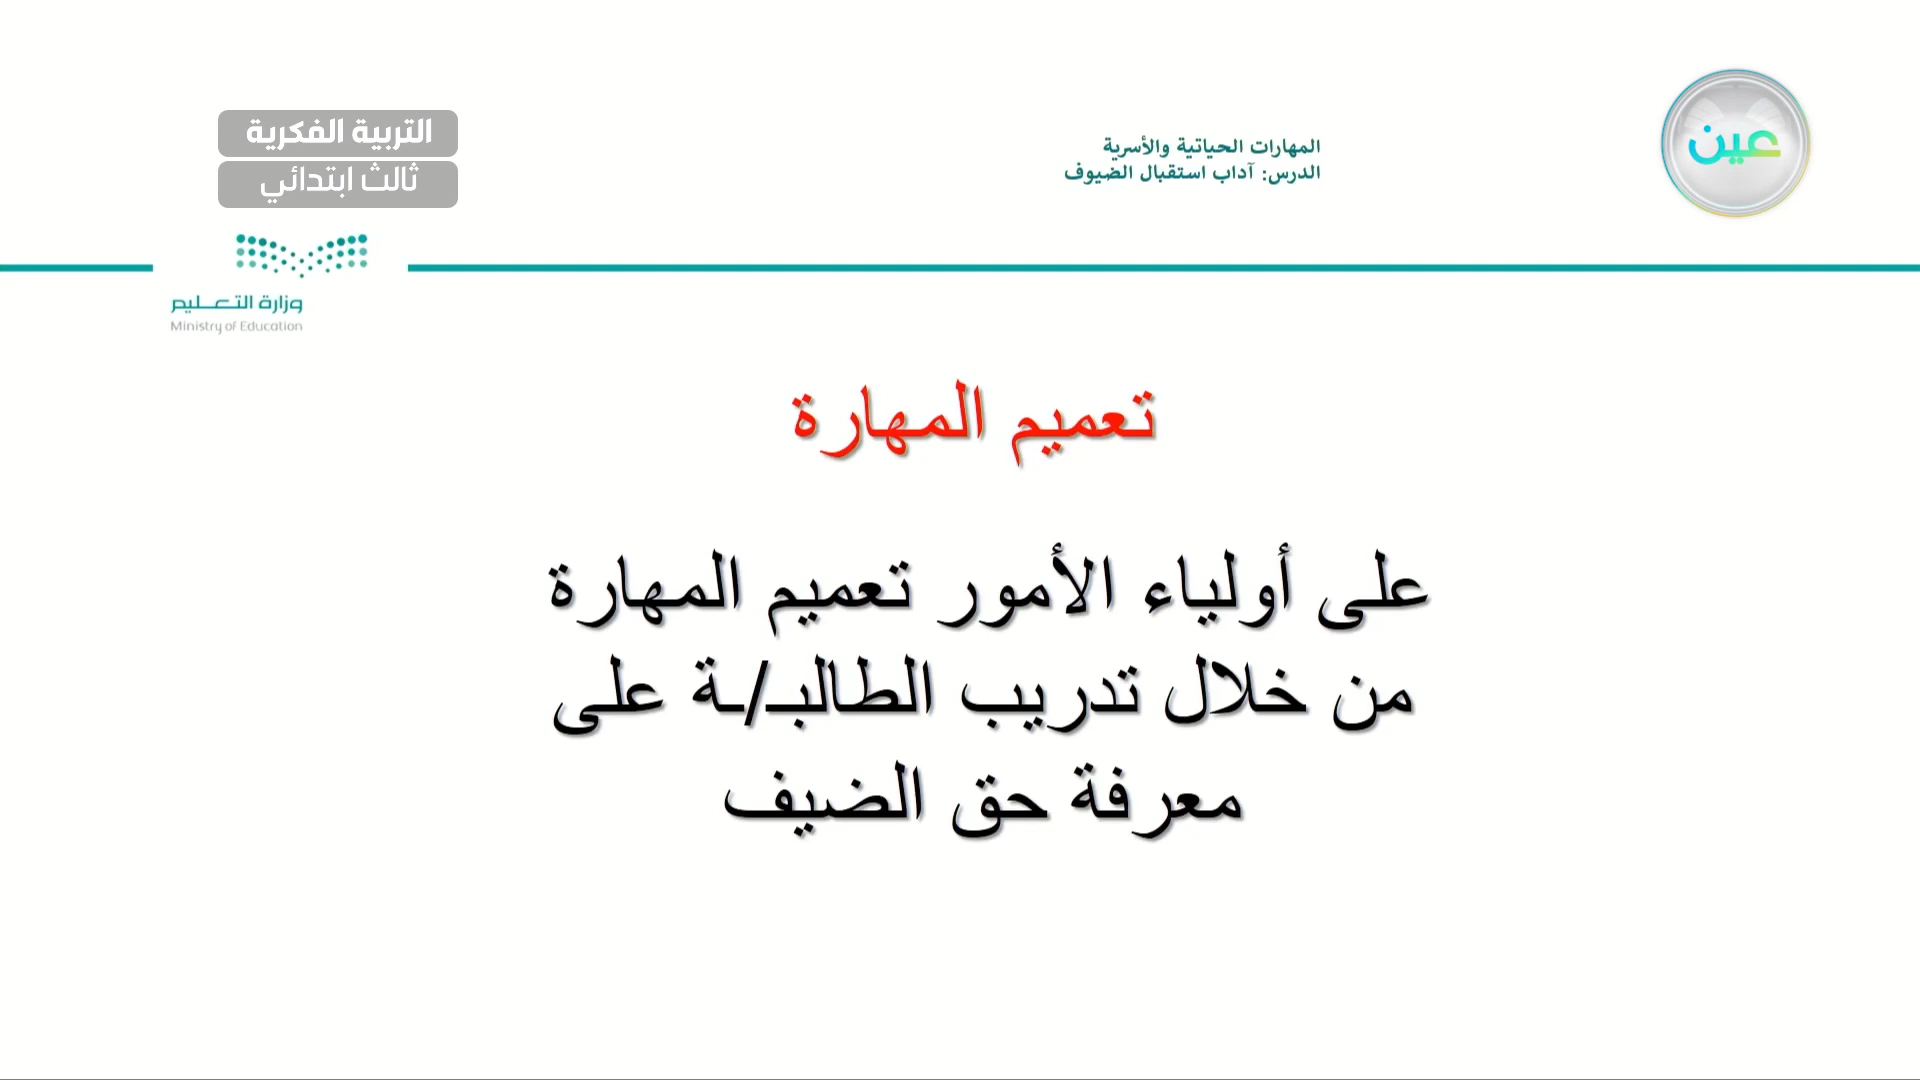 عين
المهارات الحياتية والأسرية
الدرس: آداب استقبال الضيوف
التربية الفكرية
ثالث ابتدائي
وزارة التعـــليم
Ministry of Education
تعميم المهارة
على أولياء الأمور تعميم المهارة
من خلال تدريب الطالبـ/ـة على
معرفة حق الضيف